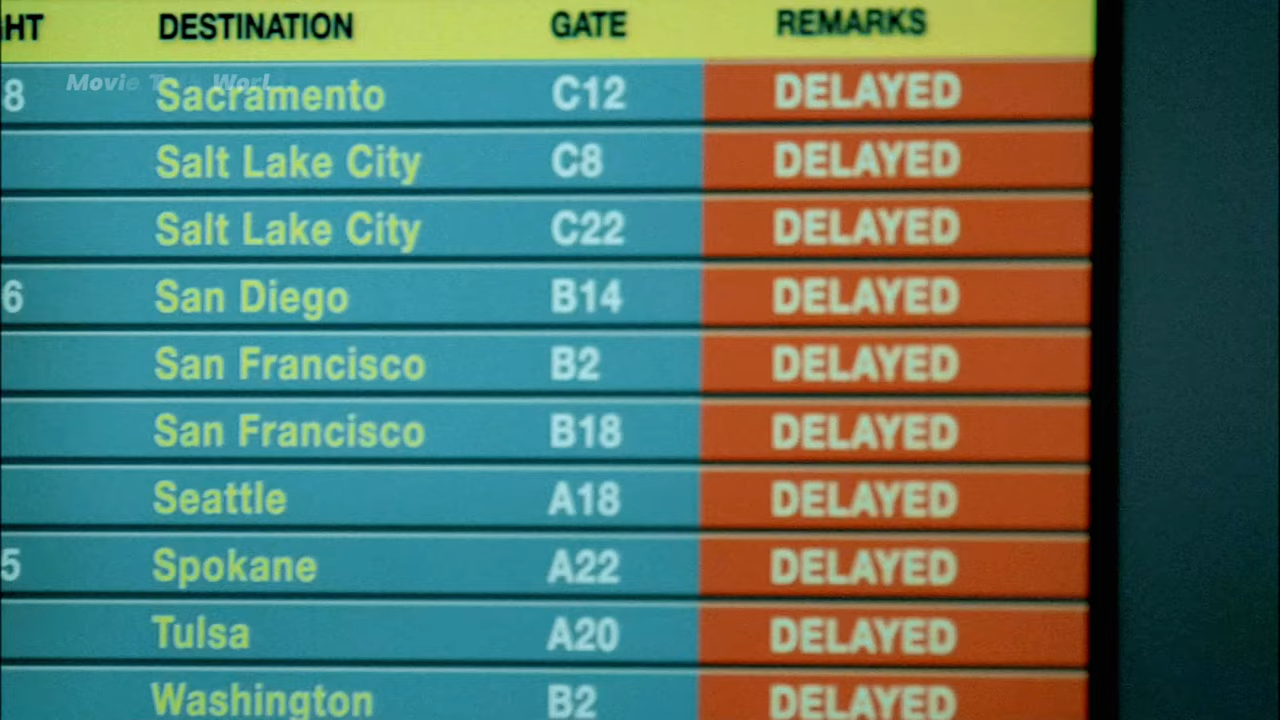 HT DESTINATION GATE REMARKS
Movie T Worl
8 Sacramento C12 DELAYED
Salt Lake City C8 DELAYED
Salt Lake City C22 DELAYED
6 San Diego B14 DELAYED
San Francisco B2 DELAYED
San Francisco B18 DELAYED
Seattle A18 DELAYED
5 Spokane A22 DELAYED
Tulsa A20 DELAYED
Washington B2 DELAYED